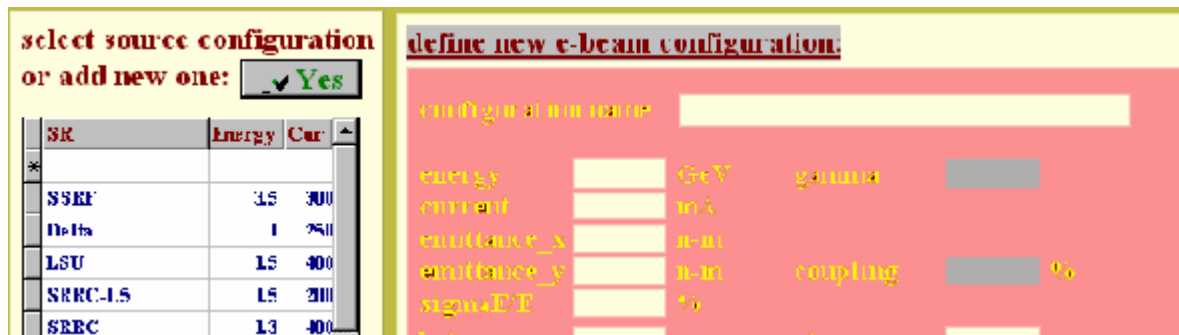 select source configuration
or add new one: Yes
SR Energy Cur
*
SSRF 3.5 300
Delta 1 250
LSU 1.5 400
SRRC-1.5 1.5 200
SRRC 1.3 400
define new e-beam configuration:
configuration name
energy GeV gamma
current mA
emittance_x n-m
emittance_y n-m coupling %
sigmaE/E %